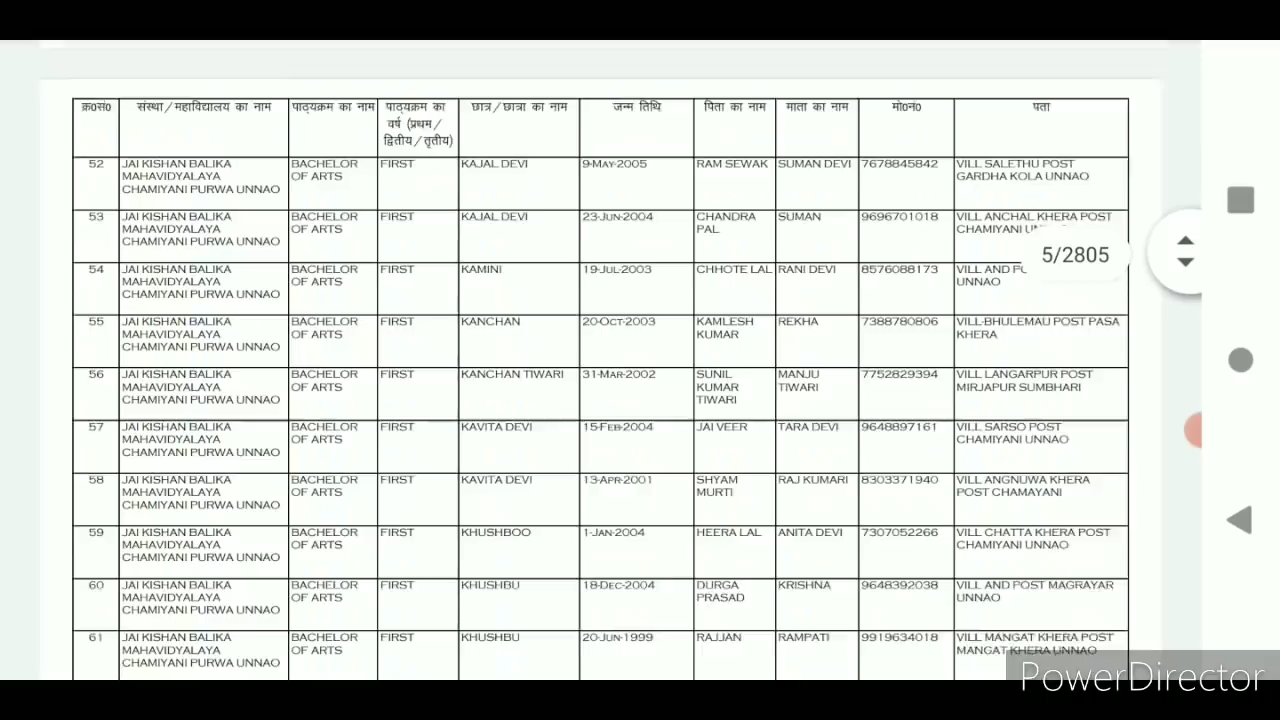 क्र०सं० संस्था/महाविद्यालय का नाम पाठ्यक्रम का नाम पाठ्यक्रम का वर्ष (प्रथम/द्वितीय/तृतीय) छात्र/छात्रा का नाम जन्म तिथि पिता का नाम माता का नाम मो०नं० पता
52 JAI KISHAN BALIKA MAHAVIDYALAYA CHAMIYANI PURWA UNNAO BACHELOR OF ARTS FIRST KAJAL DEVI 9-MAY-2005 RAM SEWAK SUMAN DEVI 7678845842 VILL SALETHU POST GARDHA KOLA UNNAO
53 JAI KISHAN BALIKA MAHAVIDYALAYA CHAMIYANI PURWA UNNAO BACHELOR OF ARTS FIRST KAJAL DEVI 23-JUN-2004 CHANDRA PAL SUMAN 9696701018 VILL ANCHAL KHERA POST CHAMIYANI
5/2805
54 JAI KISHAN BALIKA MAHAVIDYALAYA CHAMIYANI PURWA UNNAO BACHELOR OF ARTS FIRST KAMINI 19-JUL-2003 CHHOTE LAL RANI DEVI 8576088173 VILL AND UNNAO
55 JAI KISHAN BALIKA MAHAVIDYALAYA CHAMIYANI PURWA UNNAO BACHELOR OF ARTS FIRST KANCHAN 20-OCT-2003 KAMLESH KUMAR REKHA 7388780806 VILL-BHULEMAU POST PASA KHERA
56 JAI KISHAN BALIKA MAHAVIDYALAYA CHAMIYANI PURWA UNNAO BACHELOR OF ARTS FIRST KANCHAN TIWARI 31-MAR-2002 SUNIL KUMAR TIWARI MANJU TIWARI 7752829394 VILL LANGARPUR POST MIRJAPUR SUMBHARI
57 JAI KISHAN BALIKA MAHAVIDYALAYA CHAMIYANI PURWA UNNAO BACHELOR OF ARTS FIRST KAVITA DEVI 15-FEB-2004 JAI VEER TARA DEVI 9648897161 VILL SARSO POST CHAMIYANI UNNAO
58 JAI KISHAN BALIKA MAHAVIDYALAYA CHAMIYANI PURWA UNNAO BACHELOR OF ARTS FIRST KAVITA DEVI 13-APR-2001 SHYAM MURTI RAJ KUMARI 8303371940 VILL ANGNUWA KHERA POST CHAMAYANI
59 JAI KISHAN BALIKA MAHAVIDYALAYA CHAMIYANI PURWA UNNAO BACHELOR OF ARTS FIRST KHUSHBOO 1-JAN-2004 HEERA LAL ANITA DEVI 7307052266 VILL CHATTA KHERA POST CHAMIYANI UNNAO
60 JAI KISHAN BALIKA MAHAVIDYALAYA CHAMIYANI PURWA UNNAO BACHELOR OF ARTS FIRST KHUSHBU 18-DEC-2004 DURGA PRASAD KRISHNA 9648392038 VILL AND POST MAGRAYAR UNNAO
61 JAI KISHAN BALIKA MAHAVIDYALAYA CHAMIYANI PURWA UNNAO BACHELOR OF ARTS FIRST KHUSHBU 20-JUN-1999 RAJJAN RAMPATI 9919634018 VILL MANGAT KHERA POST MANGAT KHERA UNNAO
PowerDirector